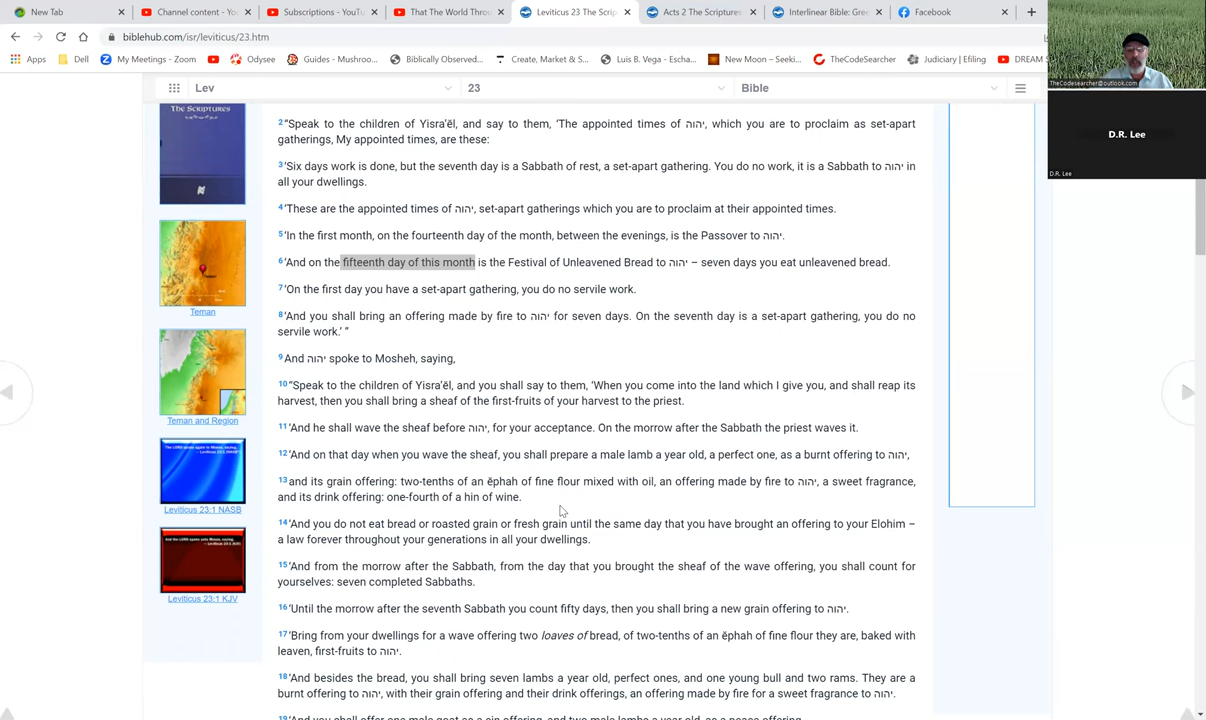 New Tab
Channel content - Yo
Subscriptions - YouTu
That The World Thro
Leviticus 23 The Scrip
Acts 2 The Scriptures
Interlinear Bible: Gre
Facebook
biblehub.com/isr/leviticus/23.htm
Apps
Dell
My Meetings - Zoom
Odysee
Guides - Mushroo...
Biblically Observed...
Create, Market & S...
Luis B. Vega - Escha...
New Moon – Seeki...
TheCodeSearcher
Judiciary | Efiling
DREAM S
TheCodesearcher@outlook.com
D.R. Lee
D.R. Lee
Lev
23
Bible
THE SCRIPTURES
Teman
Teman and Region
Leviticus 23:1 NASB
Leviticus 23:1 KJV
2 “Speak to the children of Yisra’ĕl, and say to them, ‘The appointed times of יהוה, which you are to proclaim as set-apart
gatherings, My appointed times, are these:
3 ‘Six days work is done, but the seventh day is a Sabbath of rest, a set-apart gathering. You do no work, it is a Sabbath to יהוה in
all your dwellings.
4 ‘These are the appointed times of יהוה, set-apart gatherings which you are to proclaim at their appointed times.
5 ‘In the first month, on the fourteenth day of the month, between the evenings, is the Passover to יהוה.
6 ‘And on the fifteenth day of this month is the Festival of Unleavened Bread to יהוה – seven days you eat unleavened bread.
7 ‘On the first day you have a set-apart gathering, you do no servile work.
8 ‘And you shall bring an offering made by fire to יהוה for seven days. On the seventh day is a set-apart gathering, you do no
servile work.’ ”
9 And יהוה spoke to Mosheh, saying,
10 “Speak to the children of Yisra’ĕl, and you shall say to them, ‘When you come into the land which I give you, and shall reap its
harvest, then you shall bring a sheaf of the first-fruits of your harvest to the priest.
11 ‘And he shall wave the sheaf before יהוה, for your acceptance. On the morrow after the Sabbath the priest waves it.
12 ‘And on that day when you wave the sheaf, you shall prepare a male lamb a year old, a perfect one, as a burnt offering to יהוה,
13 and its grain offering: two-tenths of an ĕphah of fine flour mixed with oil, an offering made by fire to יהוה, a sweet fragrance,
and its drink offering: one-fourth of a hin of wine.
14 ‘And you do not eat bread or roasted grain or fresh grain until the same day that you have brought an offering to your Elohim –
a law forever throughout your generations in all your dwellings.
15 ‘And from the morrow after the Sabbath, from the day that you brought the sheaf of the wave offering, you shall count for
yourselves: seven completed Sabbaths.
16 ‘Until the morrow after the seventh Sabbath you count fifty days, then you shall bring a new grain offering to יהוה.
17 ‘Bring from your dwellings for a wave offering two loaves of bread, of two-tenths of an ĕphah of fine flour they are, baked with
leaven, first-fruits to יהוה.
18 ‘And besides the bread, you shall bring seven lambs a year old, perfect ones, and one young bull and two rams. They are a
burnt offering to יהוה, with their grain offering and their drink offerings, an offering made by fire for a sweet fragrance to יהוה.